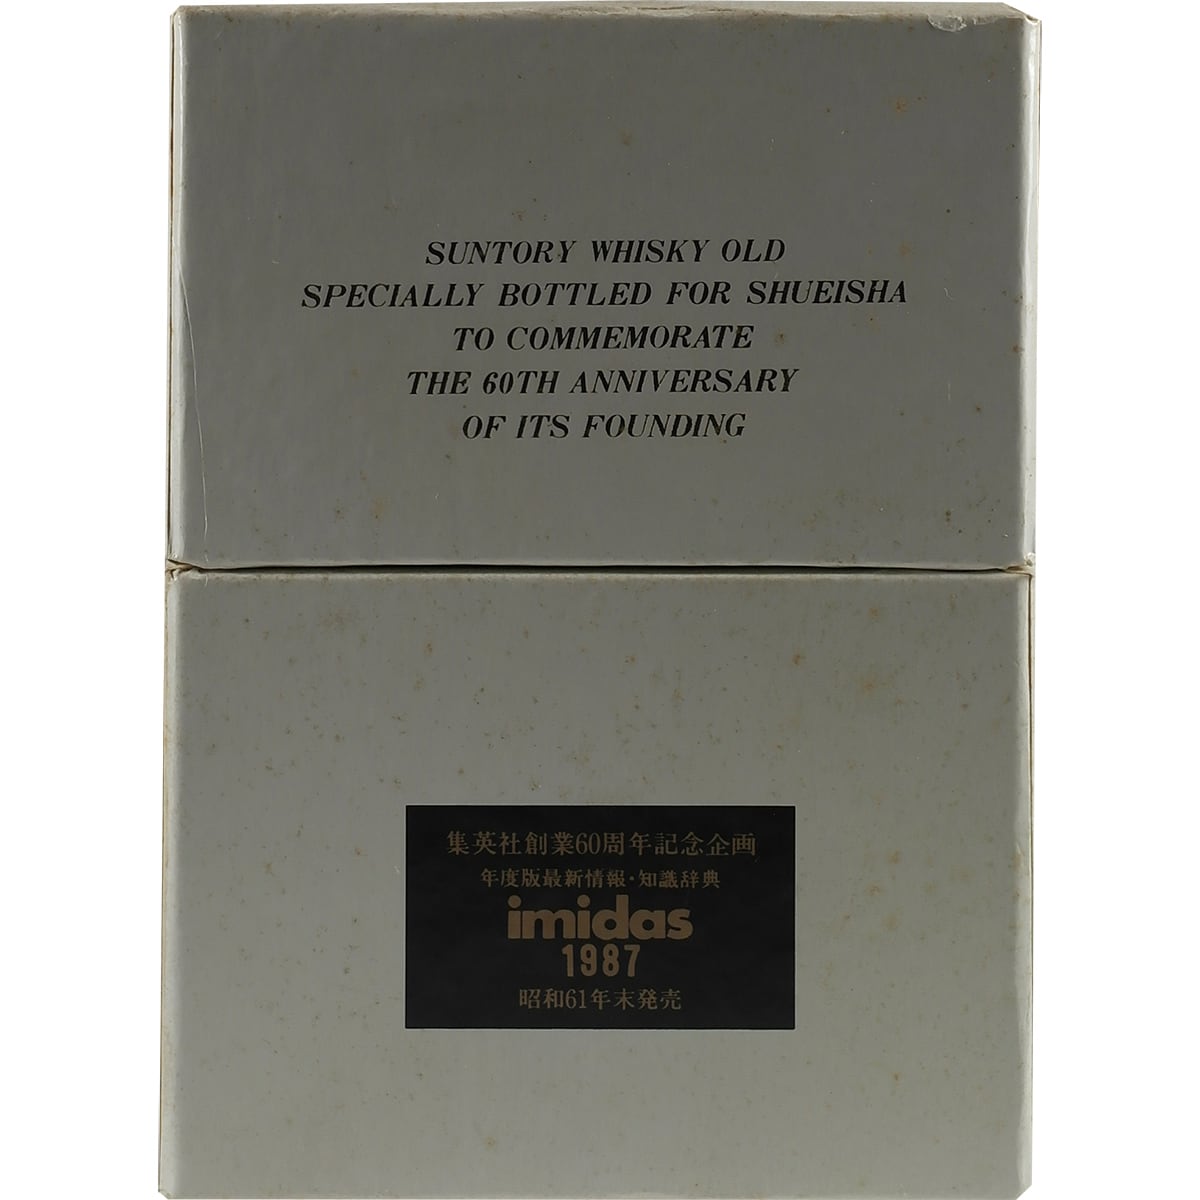 SUNTORY WHISKY OLD
SPECIALLY BOTTLED FOR SHUEISHA
TO COMMEMORATE
THE 60TH ANNIVERSARY
OF ITS FOUNDING
集英社創業60周年記念企画
年度版最新情報・知識辞典
imidas
1987
昭和61年末発売